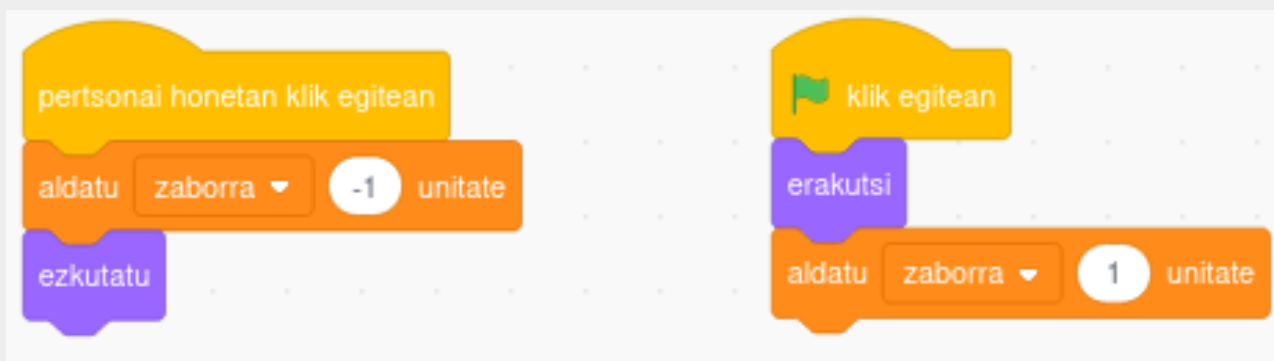 pertsonai honetan klik egitean
aldatu zaborra -1 unitate
ezkutatu
klik egitean
erakutsi
aldatu zaborra 1 unitate